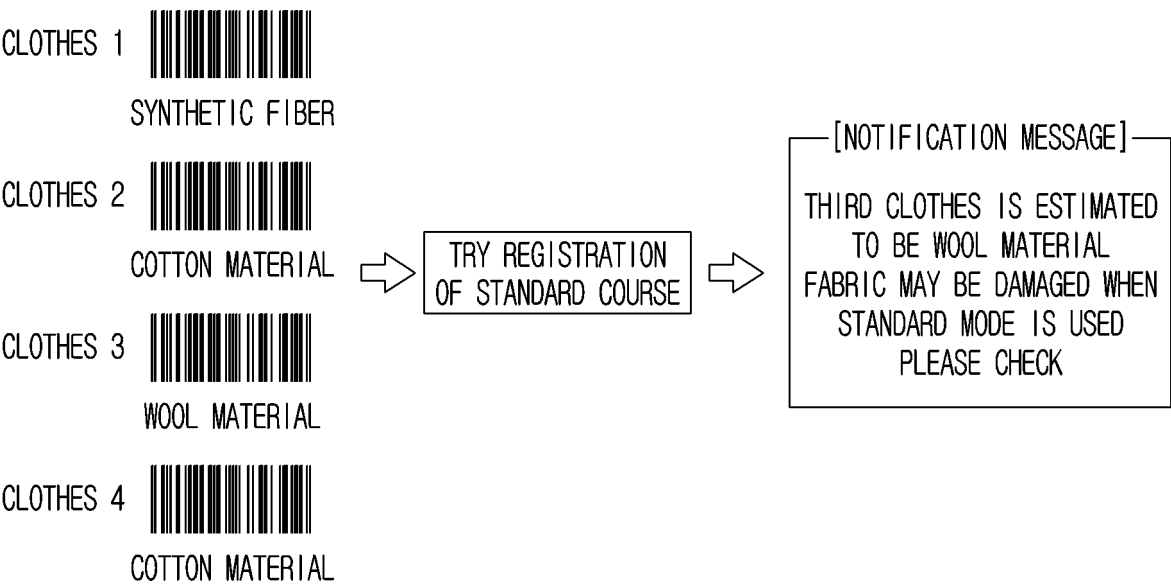 CLOTHES 1
SYNTHETIC FIBER
CLOTHES 2
COTTON MATERIAL
CLOTHES 3
WOOL MATERIAL
CLOTHES 4
COTTON MATERIAL
TRY REGISTRATION
OF STANDARD COURSE
[NOTIFICATION MESSAGE]
THIRD CLOTHES IS ESTIMATED
TO BE WOOL MATERIAL
FABRIC MAY BE DAMAGED WHEN
STANDARD MODE IS USED
PLEASE CHECK